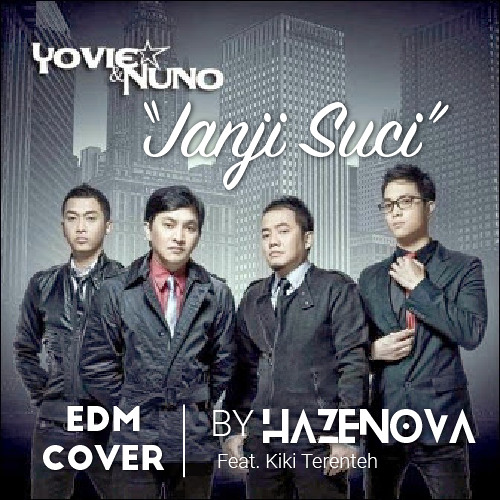 YOVIE
& NUNO
"Janji Suci"
EDM
COVER
BY HAZENOVA
Feat. Kiki Terenteh